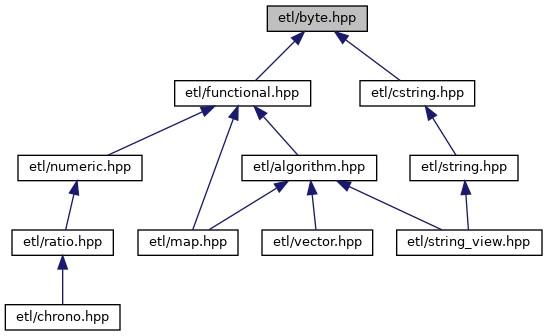 etl/byte.hpp
etl/functional.hpp
etl/cstring.hpp
etl/numeric.hpp
etl/algorithm.hpp
etl/string.hpp
etl/ratio.hpp
etl/map.hpp
etl/vector.hpp
etl/string_view.hpp
etl/chrono.hpp